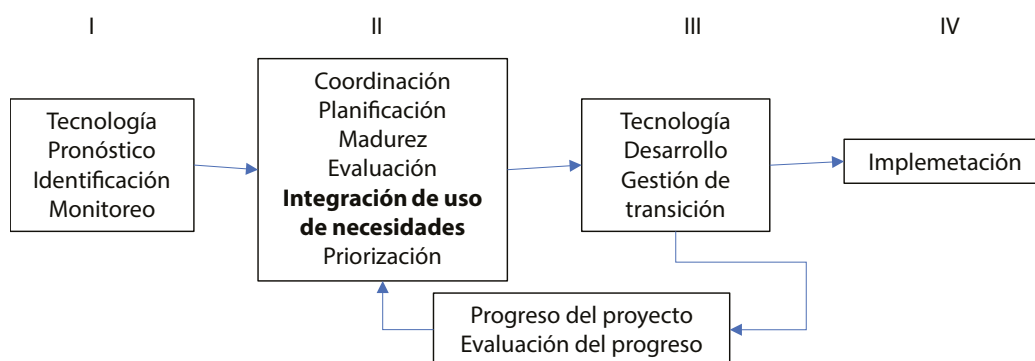 I
II
III
IV
Tecnología
Pronóstico
Identificación
Monitoreo
Coordinación
Planificación
Madurez
Evaluación
Integración de uso
de necesidades
Priorización
Tecnología
Desarrollo
Gestión de
transición
Implemetación
Progreso del proyecto
Evaluación del progreso